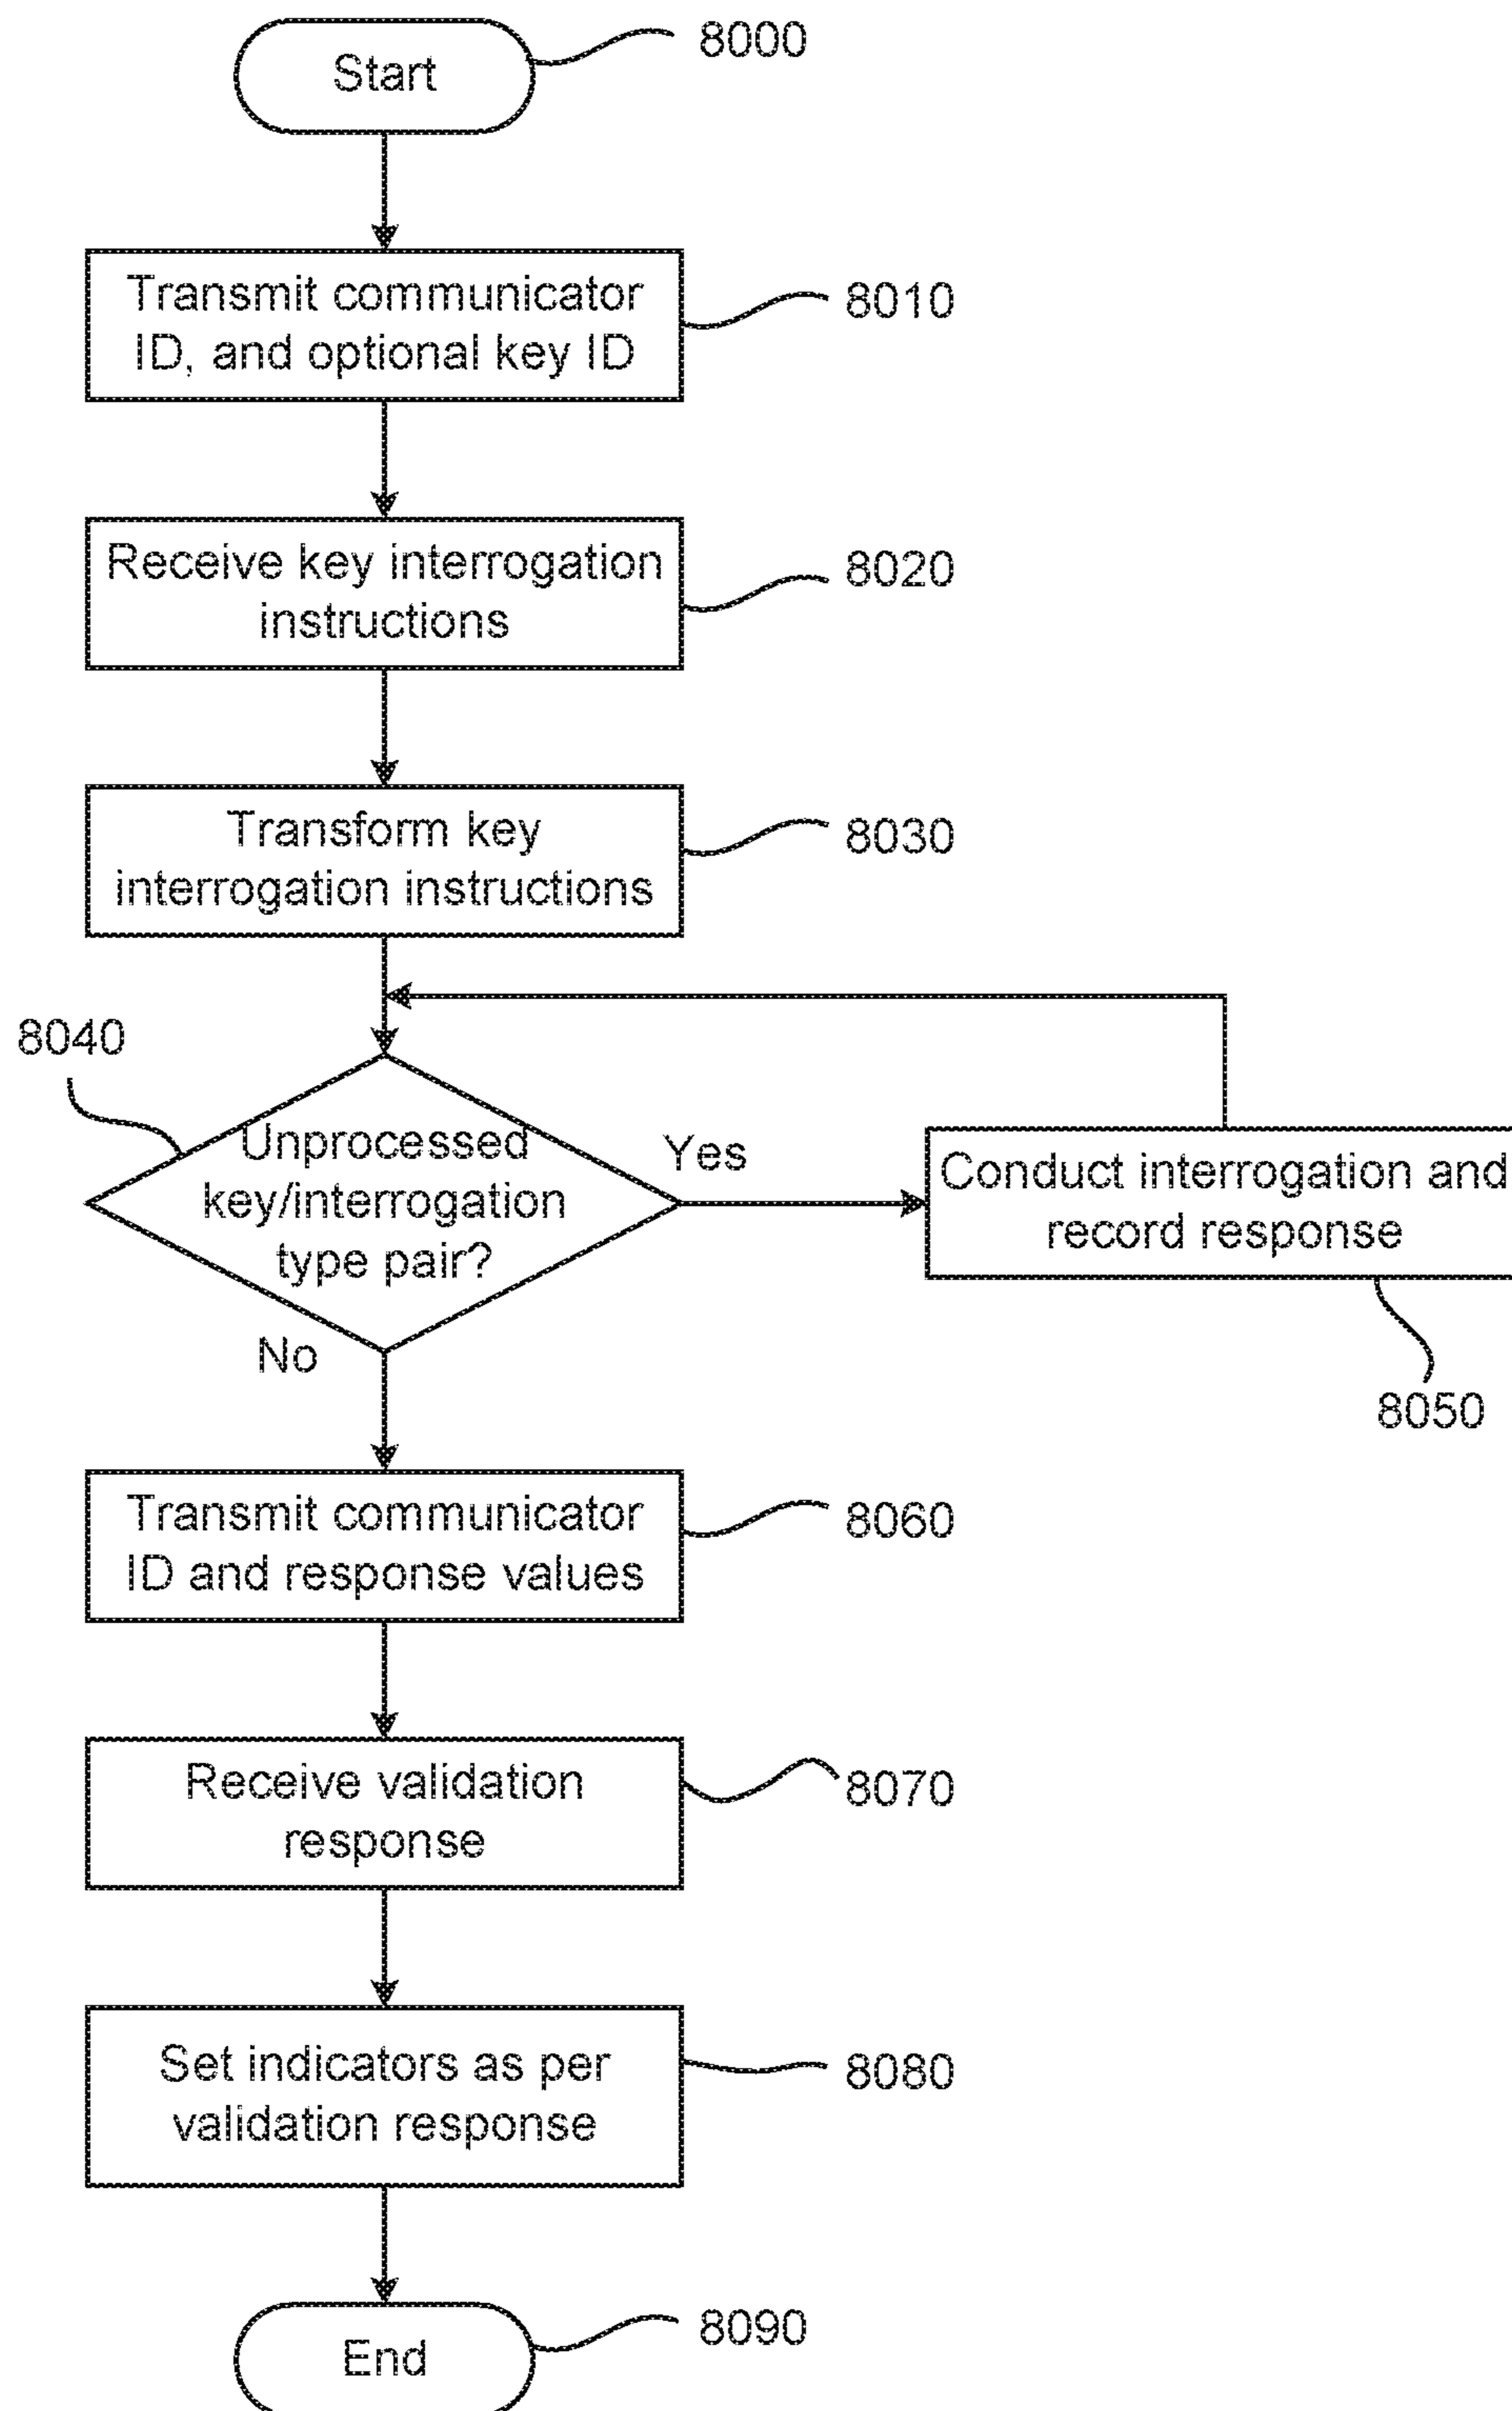 Start
8000
Transmit communicator
ID, and optional key ID
8010
Receive key interrogation
instructions
8020
Transform key
interrogation instructions
8030
8040
Unprocessed
key/interrogation
type pair?
Yes
No
Conduct interrogation and
record response
8050
Transmit communicator
ID and response values
8060
Receive validation
response
8070
Set indicators as per
validation response
8080
End
8090